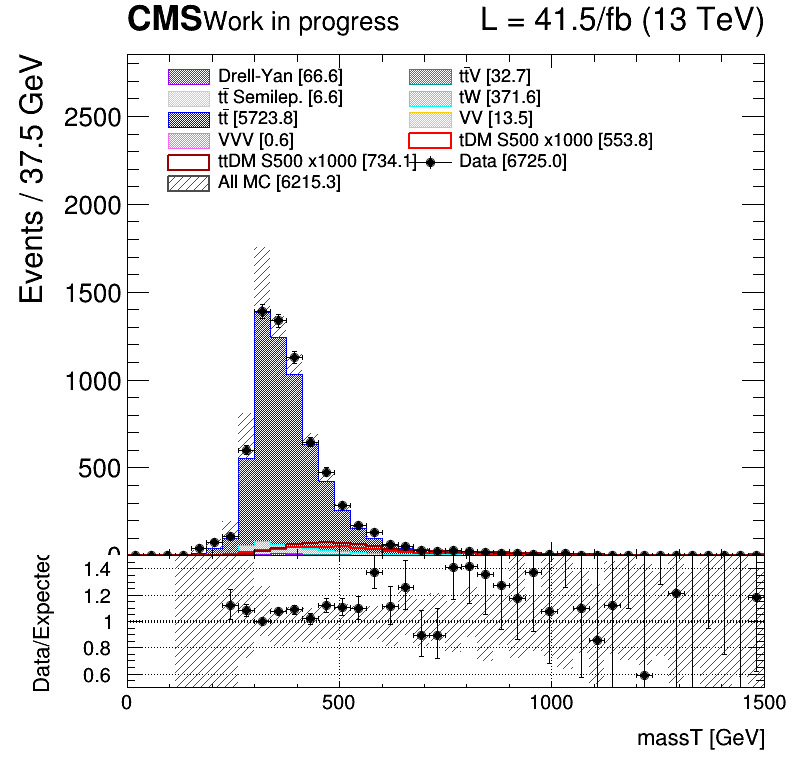 CMS Work in progress L = 41.5/fb (13 TeV)
Events / 37.5 GeV
2500
2000
1500
1000
500
0
Drell-Yan [66.6]
tt̄V [32.7]
tt̄ Semilep. [6.6]
tW [371.6]
tt̄ [5723.8]
VV [13.5]
VVV [0.6]
tDM S500 x1000 [553.8]
ttDM S500 x1000 [734.1]
Data [6725.0]
All MC [6215.3]
Data/Expected
1.4
1.2
1
0.8
0.6
0 500 1000 1500
massT [GeV]